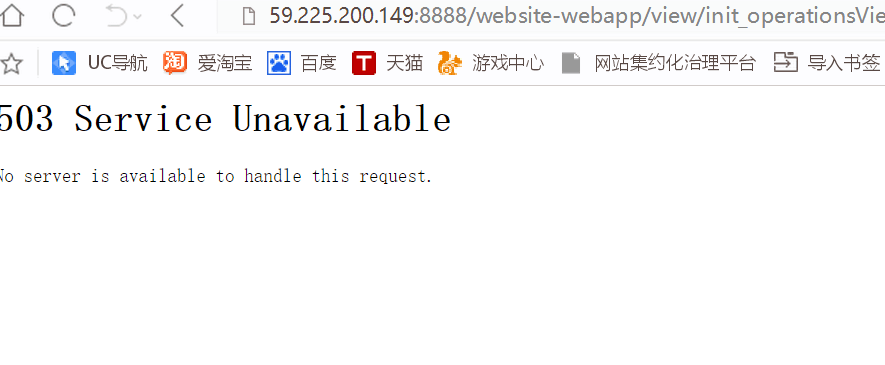 59.225.200.149:8888/website-webapp/view/init_operationsVie
UC导航 淘 爱淘宝 百度 T 天猫 游戏中心 网站集约化治理平台 导入书签
503 Service Unavailable
No server is available to handle this request.